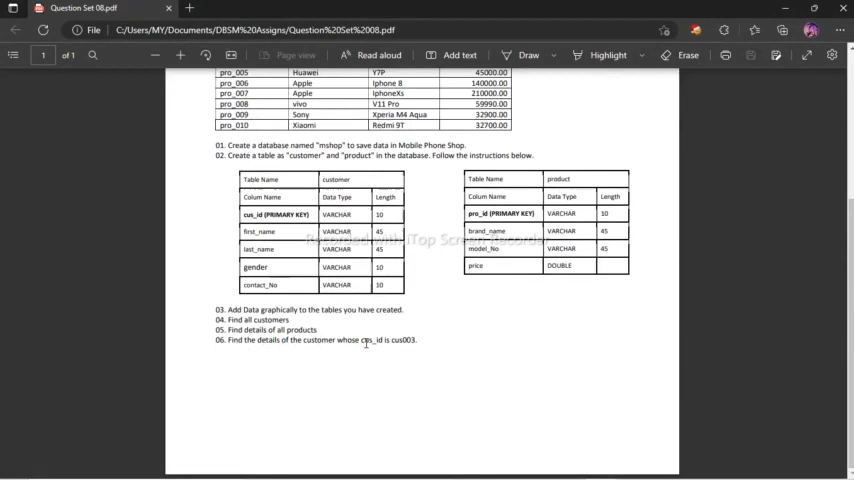 Question Set 08.pdf
File
C:/Users/MY/Documents/DBSM%20Assigns/Question%20Set%2008.pdf
1 of 1
Page view
Read aloud
Add text
Draw
Highlight
Erase
pro_005 Huawei Y7P 45000.00
pro_006 Apple Iphone 8 140000.00
pro_007 Apple IphoneXs 210000.00
pro_008 vivo V11 Pro 59990.00
pro_009 Sony Xperia M4 Aqua 32900.00
pro_010 Xiaomi Redmi 9T 32700.00
01. Create a database named "mshop" to save data in Mobile Phone Shop.
02. Create a table as "customer" and "product" in the database. Follow the instructions below.
Table Name customer
Colum Name Data Type Length
cus_id (PRIMARY KEY) VARCHAR 10
first_name VARCHAR 45
last_name VARCHAR 45
gender VARCHAR 10
contact_No VARCHAR 10
Table Name product
Colum Name Data Type Length
pro_id (PRIMARY KEY) VARCHAR 10
brand_name VARCHAR 45
model_No VARCHAR 45
price DOUBLE
Recorded with iTop Screen Recorder
03. Add Data graphically to the tables you have created.
04. Find all customers
05. Find details of all products
06. Find the details of the customer whose cus_id is cus003.